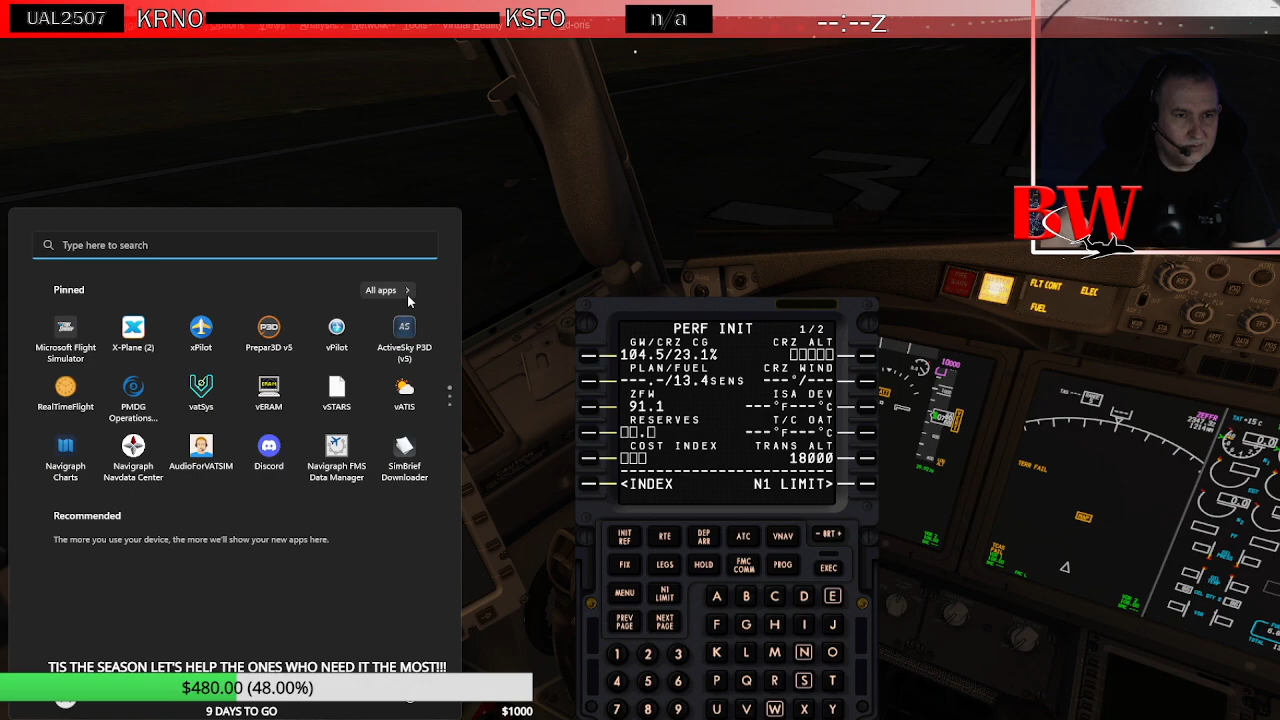 UAL2507
KRNO
KSFO
n/a
--:--Z
BW
Type here to search
Pinned
All apps
Microsoft Flight
Simulator
X-Plane (2)
xPilot
Prepar3D v5
vPilot
ActiveSky P3D
(v5)
RealTimeFlight
PMDG
Operations...
vatSys
vERAM
vSTARS
vATIS
Navigraph
Charts
Navigraph
Navdata Center
AudioForVATSIM
Discord
Navigraph FMS
Data Manager
SimBrief
Downloader
Recommended
The more you use your device, the more we'll show your new apps here.
TIS THE SEASON LET'S HELP THE ONES WHO NEED IT THE MOST!!!
$480.00 (48.00%)
9 DAYS TO GO
$1000
PERF INIT 1/2
GW/CRZ CG CRZ ALT
104.5/23.1% □□□□□
PLAN/FUEL CRZ WIND
---.-/13.4SENS ---°/---
ZFW ISA DEV
91.1 ---°F---°C
RESERVES T/C OAT
□□.□ ---°F---°C
COST INDEX TRANS ALT
□□□ 18000
<INDEX N1 LIMIT>
INIT
REF
RTE
DEP
ARR
ATC
VNAV
- BRT +
FIX
LEGS
HOLD
FMC
COMM
PROG
EXEC
MENU
N1
LIMIT
PREV
PAGE
NEXT
PAGE
A B C D E
F G H I J
K L M N O
P Q R S T
U V W X Y
1 2 3
4 5 6
7 8 9
FLT CONT
ELEC
FUEL
10000
TERR FAIL
MAP
ZEFFR